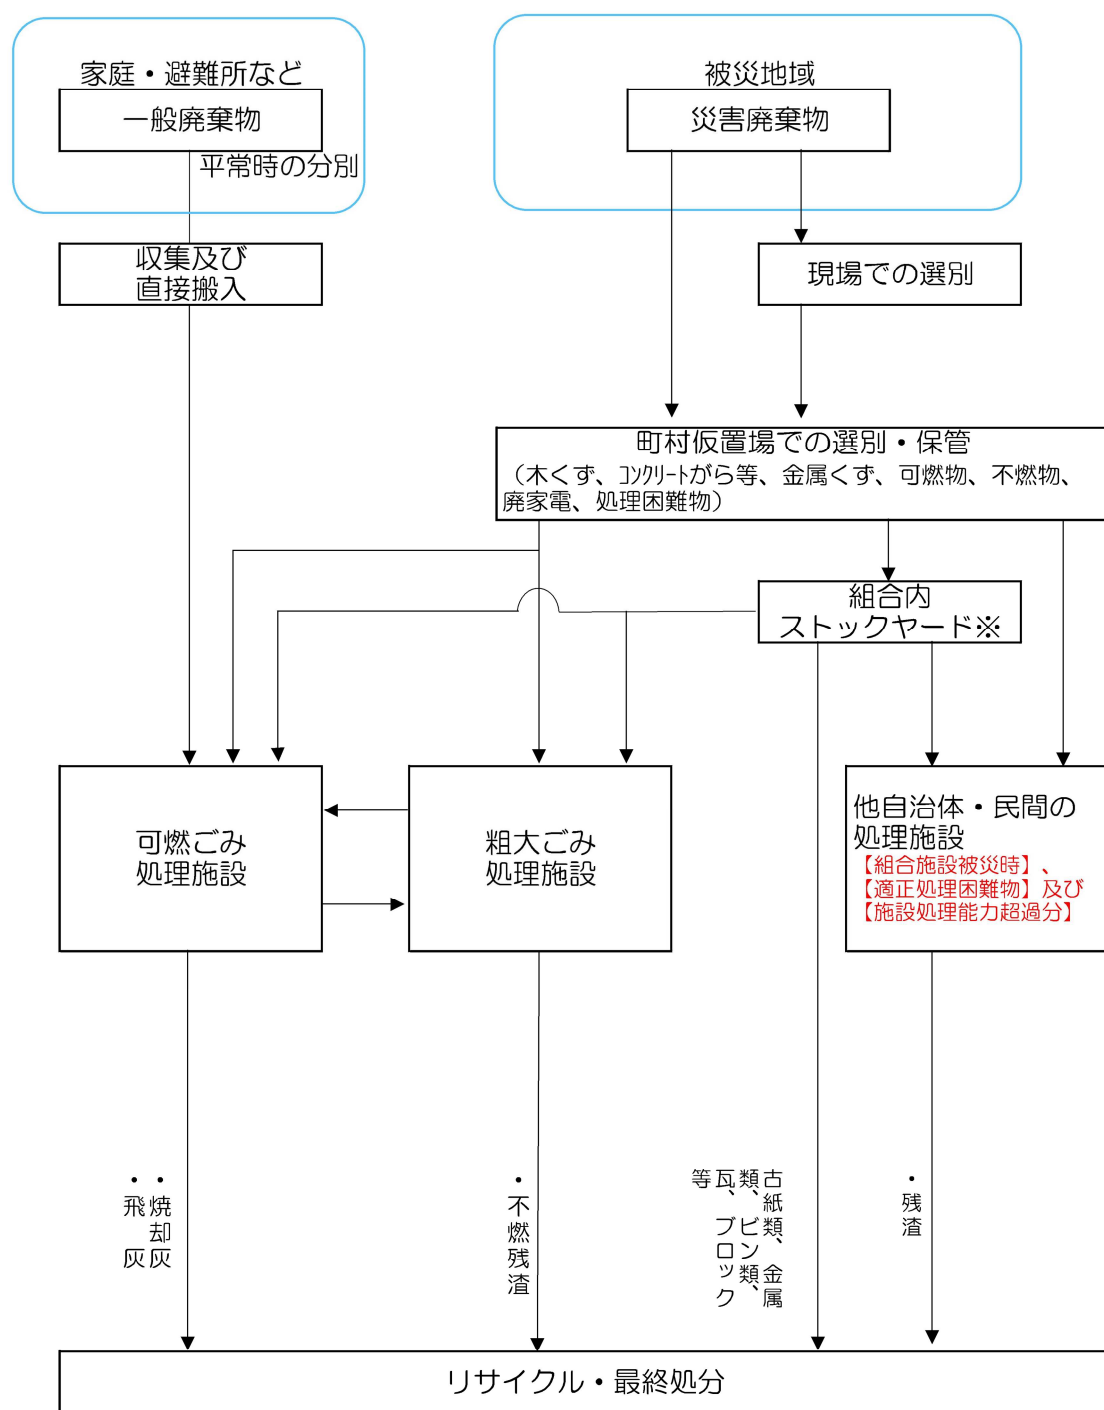 家庭・避難所など
一般廃棄物
平常時の分別
収集及び
直接搬入
被災地域
災害廃棄物
現場での選別
町村仮置場での選別・保管
（木くず、ｺﾝｸﾘｰﾄがら等、金属くず、可燃物、不燃物、
廃家電、処理困難物）
組合内
ストックヤード※
可燃ごみ
処理施設
粗大ごみ
処理施設
他自治体・民間の
処理施設
【組合施設被災時】、
【適正処理困難物】及び
【施設処理能力超過分】
・焼却灰
・飛　灰
・不燃残渣
古紙類、金属
類、ビン類、
瓦、ブロック
等
・残渣
リサイクル・最終処分